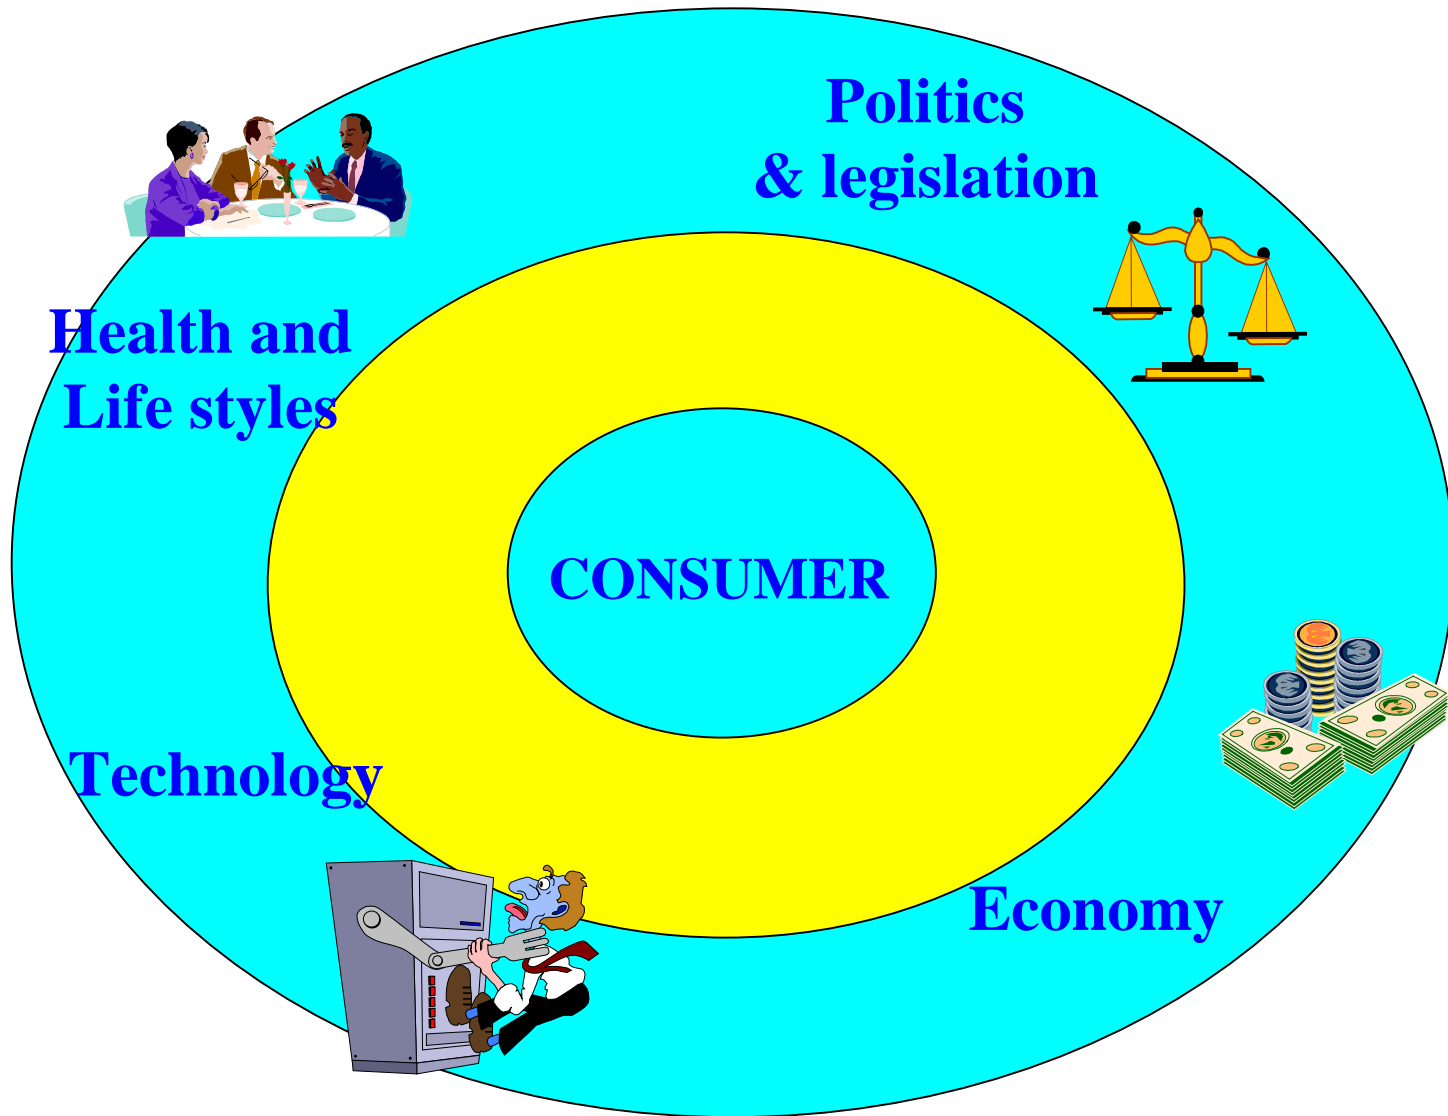 Politics
& legislation
Health and
Life styles
CONSUMER
Technology
Economy